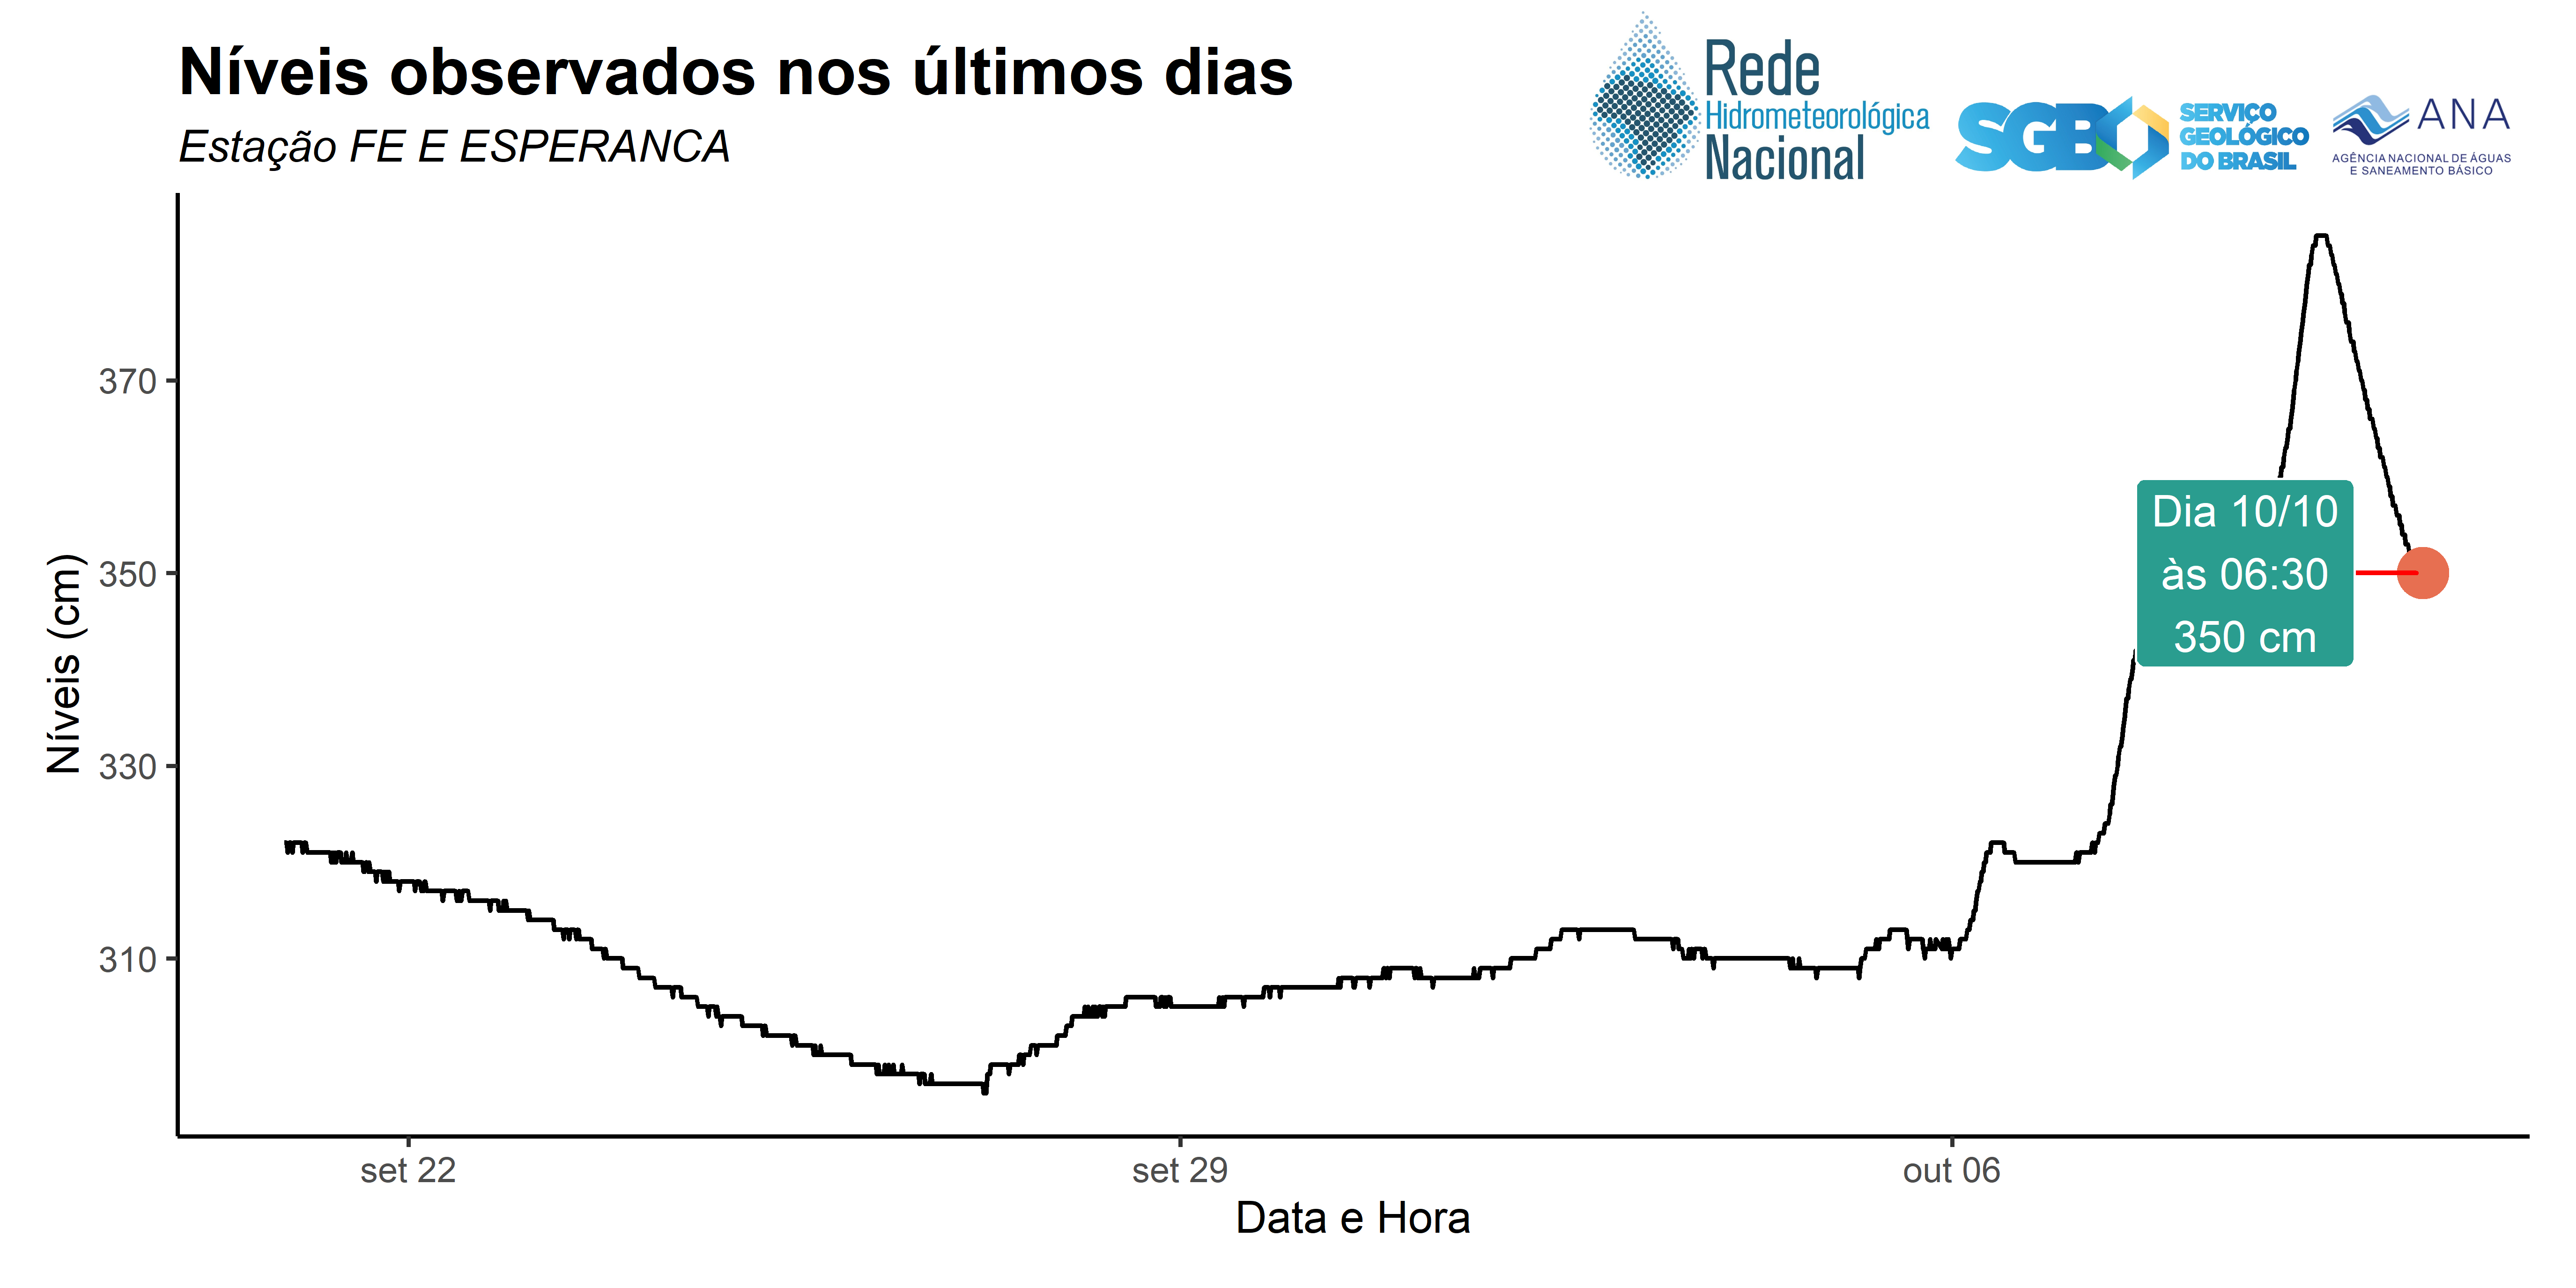 Níveis observados nos últimos dias
Estação FE E ESPERANCA
Rede
Hidrometeorológica
Nacional
SGB
SERVIÇO
GEOLÓGICO
DO BRASIL
ANA
AGÊNCIA NACIONAL DE ÁGUAS
E SANEAMENTO BÁSICO
Níveis (cm)
370
350
330
310
Dia 10/10
às 06:30
350 cm
set 22
set 29
out 06
Data e Hora